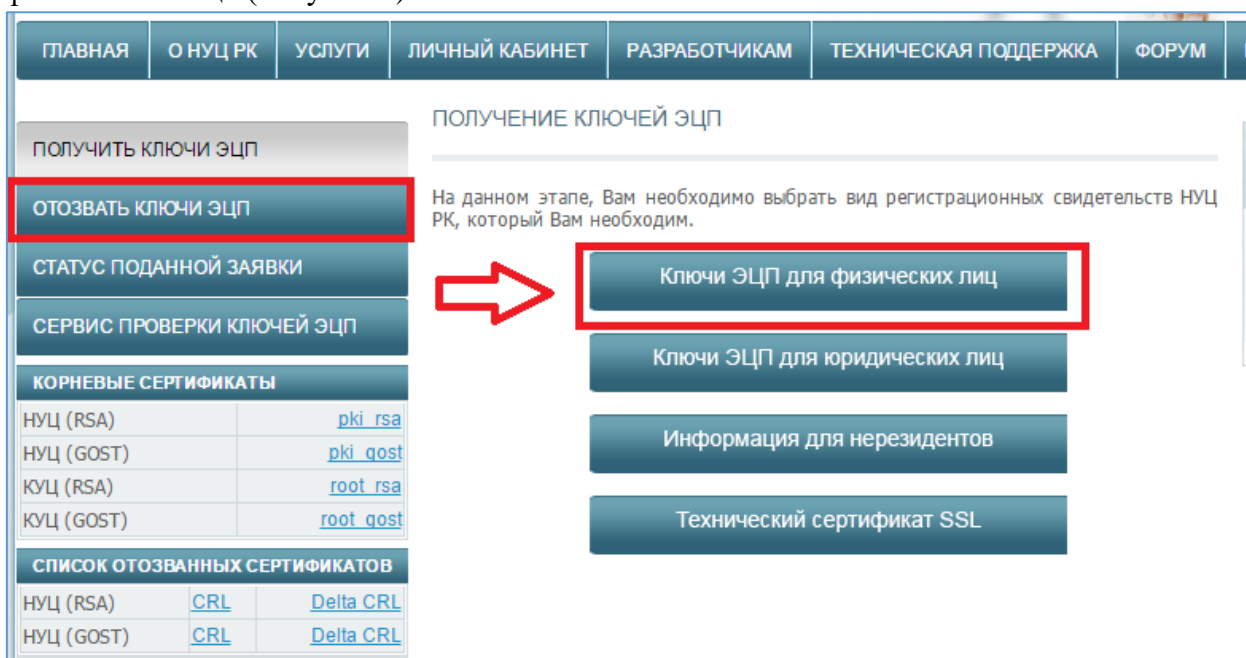 ГЛАВНАЯ О НУЦ РК УСЛУГИ ЛИЧНЫЙ КАБИНЕТ РАЗРАБОТЧИКАМ ТЕХНИЧЕСКАЯ ПОДДЕРЖКА ФОРУМ
ПОЛУЧИТЬ КЛЮЧИ ЭЦП
ОТОЗВАТЬ КЛЮЧИ ЭЦП
СТАТУС ПОДАННОЙ ЗАЯВКИ
СЕРВИС ПРОВЕРКИ КЛЮЧЕЙ ЭЦП
КОРНЕВЫЕ СЕРТИФИКАТЫ
НУЦ (RSA) pki_rsa
НУЦ (GOST) pki_gost
КУЦ (RSA) root_rsa
КУЦ (GOST) root_gost
СПИСОК ОТОЗВАННЫХ СЕРТИФИКАТОВ
НУЦ (RSA) CRL Delta CRL
НУЦ (GOST) CRL Delta CRL
ПОЛУЧЕНИЕ КЛЮЧЕЙ ЭЦП
На данном этапе, Вам необходимо выбрать вид регистрационных свидетельств НУЦ
РК, который Вам необходим.
Ключи ЭЦП для физических лиц
Ключи ЭЦП для юридических лиц
Информация для нерезидентов
Технический сертификат SSL